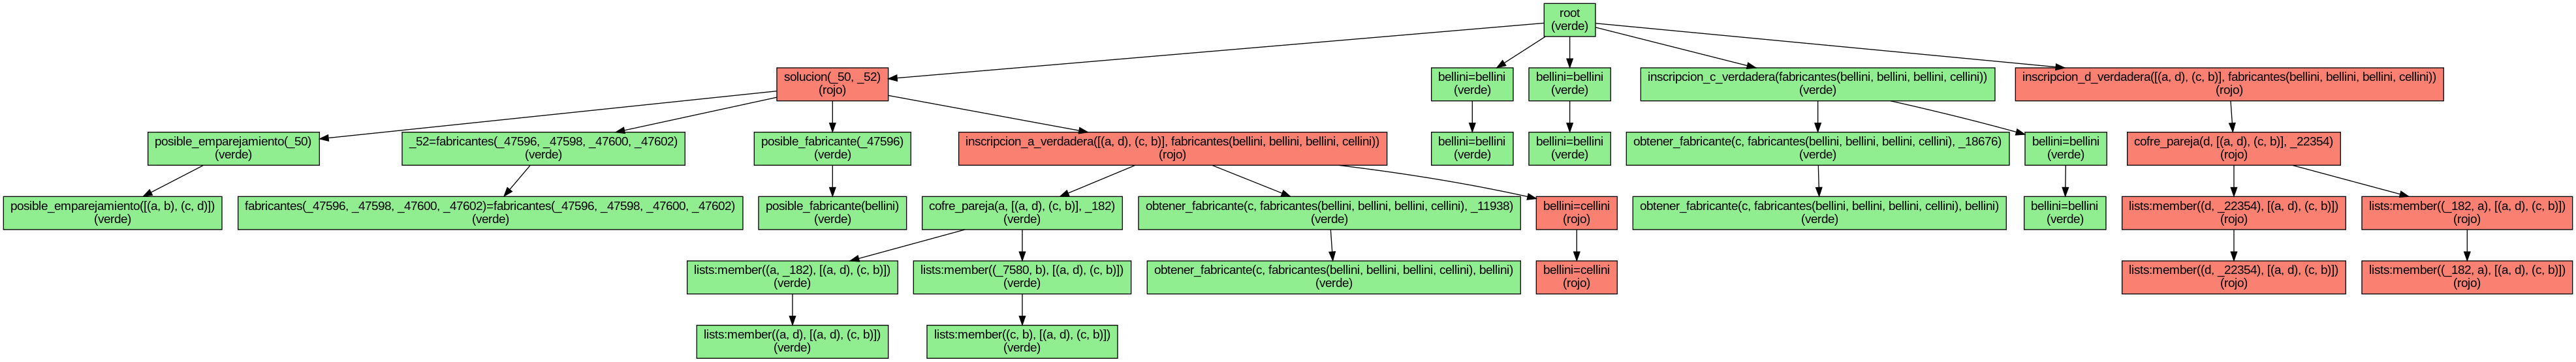 root
(verde)
solucion(_50, _52)
(rojo)
bellini=bellini
(verde)
bellini=bellini
(verde)
inscripcion_c_verdadera(fabricantes(bellini, bellini, bellini, cellini))
(verde)
inscripcion_d_verdadera([(a, d), (c, b)], fabricantes(bellini, bellini, bellini, cellini))
(rojo)
posible_emparejamiento(_50)
(verde)
_52=fabricantes(_47596, _47598, _47600, _47602)
(verde)
posible_fabricante(_47596)
(verde)
inscripcion_a_verdadera([(a, d), (c, b)], fabricantes(bellini, bellini, bellini, cellini))
(rojo)
bellini=bellini
(verde)
bellini=bellini
(verde)
obtener_fabricante(c, fabricantes(bellini, bellini, bellini, cellini), _18676)
(verde)
bellini=bellini
(verde)
cofre_pareja(d, [(a, d), (c, b)], _22354)
(rojo)
posible_emparejamiento([(a, b), (c, d)])
(verde)
fabricantes(_47596, _47598, _47600, _47602)=fabricantes(_47596, _47598, _47600, _47602)
(verde)
posible_fabricante(bellini)
(verde)
cofre_pareja(a, [(a, d), (c, b)], _182)
(verde)
obtener_fabricante(c, fabricantes(bellini, bellini, bellini, cellini), _11938)
(verde)
bellini=cellini
(rojo)
obtener_fabricante(c, fabricantes(bellini, bellini, bellini, cellini), bellini)
(verde)
bellini=bellini
(verde)
lists:member((d, _22354), [(a, d), (c, b)])
(rojo)
lists:member((_182, a), [(a, d), (c, b)])
(rojo)
lists:member((a, _182), [(a, d), (c, b)])
(verde)
lists:member((_7580, b), [(a, d), (c, b)])
(verde)
obtener_fabricante(c, fabricantes(bellini, bellini, bellini, cellini), bellini)
(verde)
bellini=cellini
(rojo)
lists:member((d, _22354), [(a, d), (c, b)])
(rojo)
lists:member((_182, a), [(a, d), (c, b)])
(rojo)
lists:member((a, d), [(a, d), (c, b)])
(verde)
lists:member((c, b), [(a, d), (c, b)])
(verde)